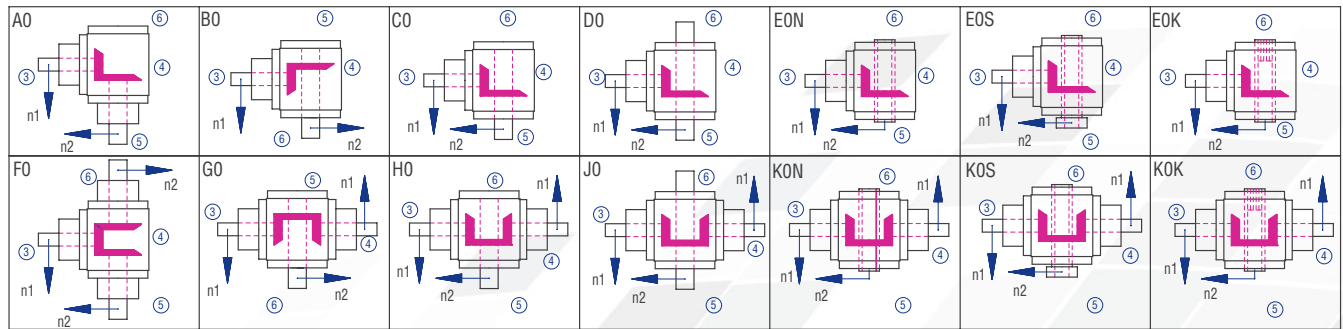 A0 ⑥ ③ ④ n1 n2 ⑤
B0 ⑤ ③ ④ n1 ⑥ n2
C0 ⑥ ③ ④ n1 n2 ⑤
D0 ⑥ ③ ④ n1 n2 ⑤
E0N ⑥ ③ ④ n1 n2 ⑤
E0S ⑥ ③ ④ n1 n2 ⑤
E0K ⑥ ③ ④ n1 n2 ⑤
F0 ⑥ n2 ③ ④ n1 n2 ⑤
G0 ⑤ n1 ③ ④ n1 ⑥ n2
H0 ⑥ n1 ③ ④ n1 n2 ⑤
J0 ⑥ n1 ③ ④ n1 n2 ⑤
K0N ⑥ n1 ③ ④ n1 n2 ⑤
K0S ⑥ n1 ③ ④ n1 n2 ⑤
K0K ⑥ n1 ③ ④ n1 n2 ⑤